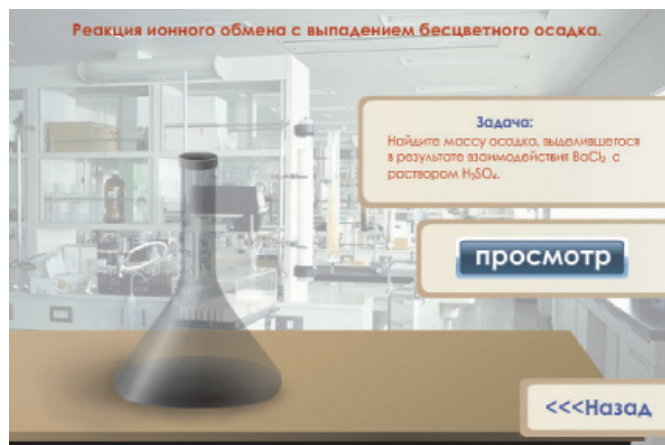 Реакция ионного обмена с выпадением бесцветного осадка.
Задача:
Найдите массу осадка, выделившегося
в результате взаимодействия BaCl₂ с
раствором H₂SO₄.
просмотр
<<<Назад